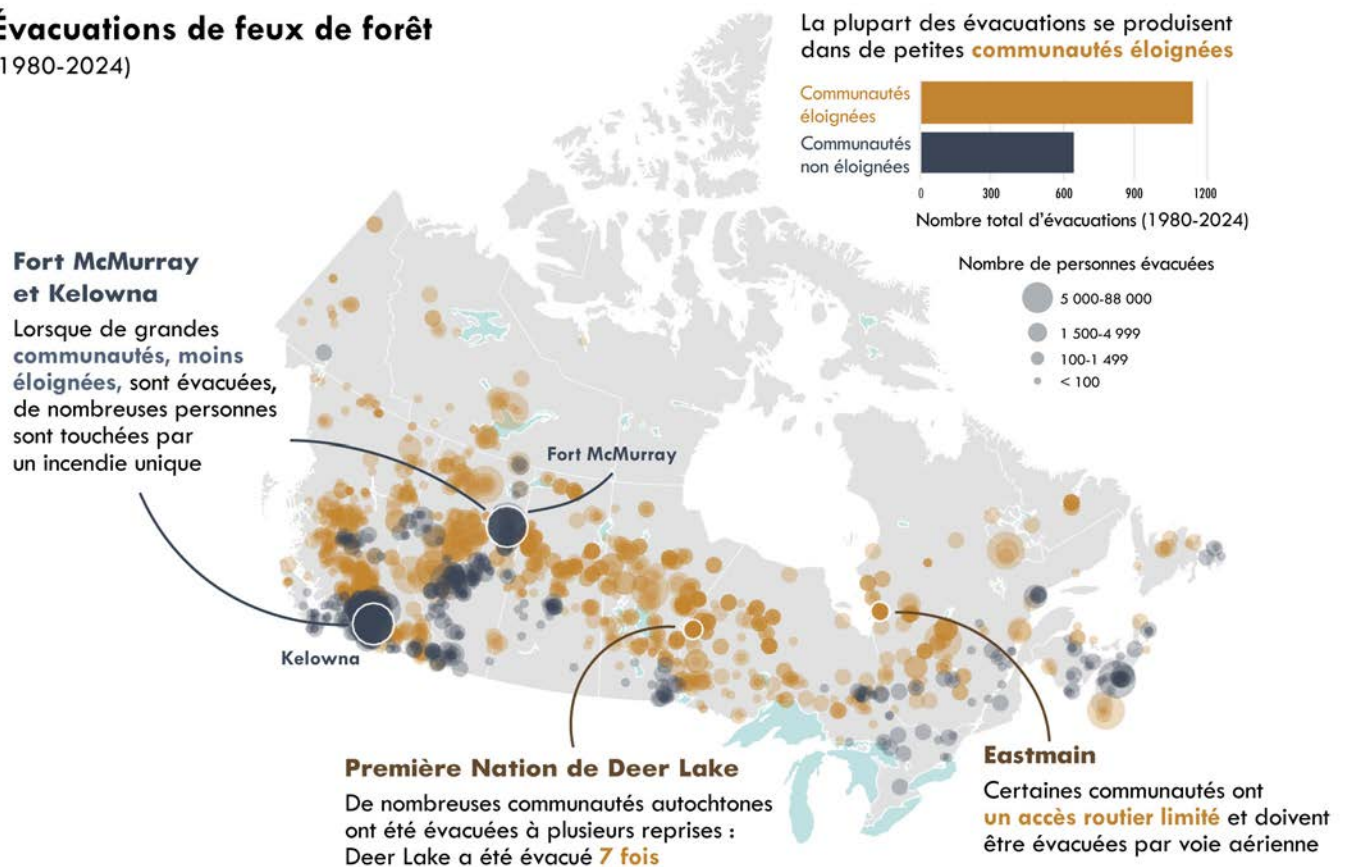 Évacuations de feux de forêt
(1980-2024)
La plupart des évacuations se produisent
dans de petites communautés éloignées
Communautés
éloignées
Communautés
non éloignées
0 300 600 900 1200
Nombre total d'évacuations (1980-2024)
Nombre de personnes évacuées
5 000-88 000
1 500-4 999
100-1 499
< 100
Fort McMurray
et Kelowna
Lorsque de grandes
communautés, moins
éloignées, sont évacuées,
de nombreuses personnes
sont touchées par
un incendie unique
Fort McMurray
Kelowna
Première Nation de Deer Lake
De nombreuses communautés autochtones
ont été évacuées à plusieurs reprises :
Deer Lake a été évacué 7 fois
Eastmain
Certaines communautés ont
un accès routier limité et doivent
être évacuées par voie aérienne